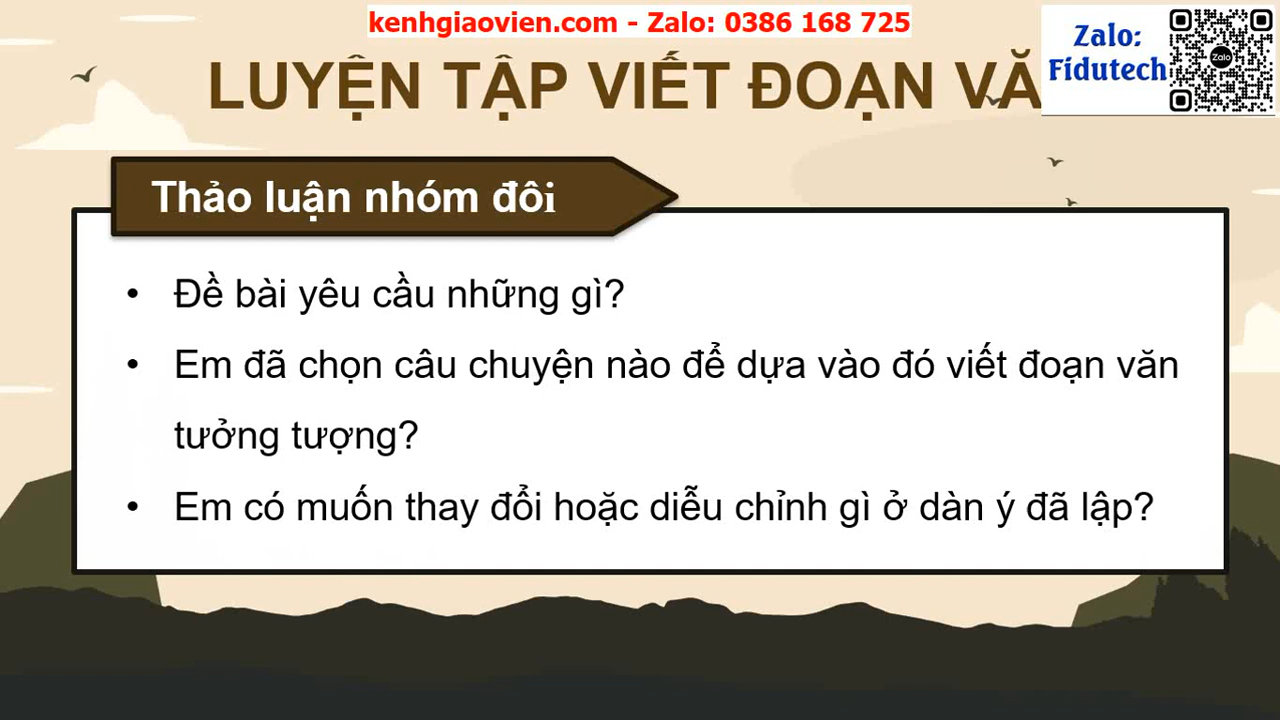 kenhgiaovien.com - Zalo: 0386 168 725
Zalo:
Fidutech
Zalo
LUYỆN TẬP VIẾT ĐOẠN VĂ
Thảo luận nhóm đôi
• Đề bài yêu cầu những gì?
• Em đã chọn câu chuyện nào để dựa vào đó viết đoạn văn
tưởng tượng?
• Em có muốn thay đổi hoặc diễu chỉnh gì ở dàn ý đã lập?